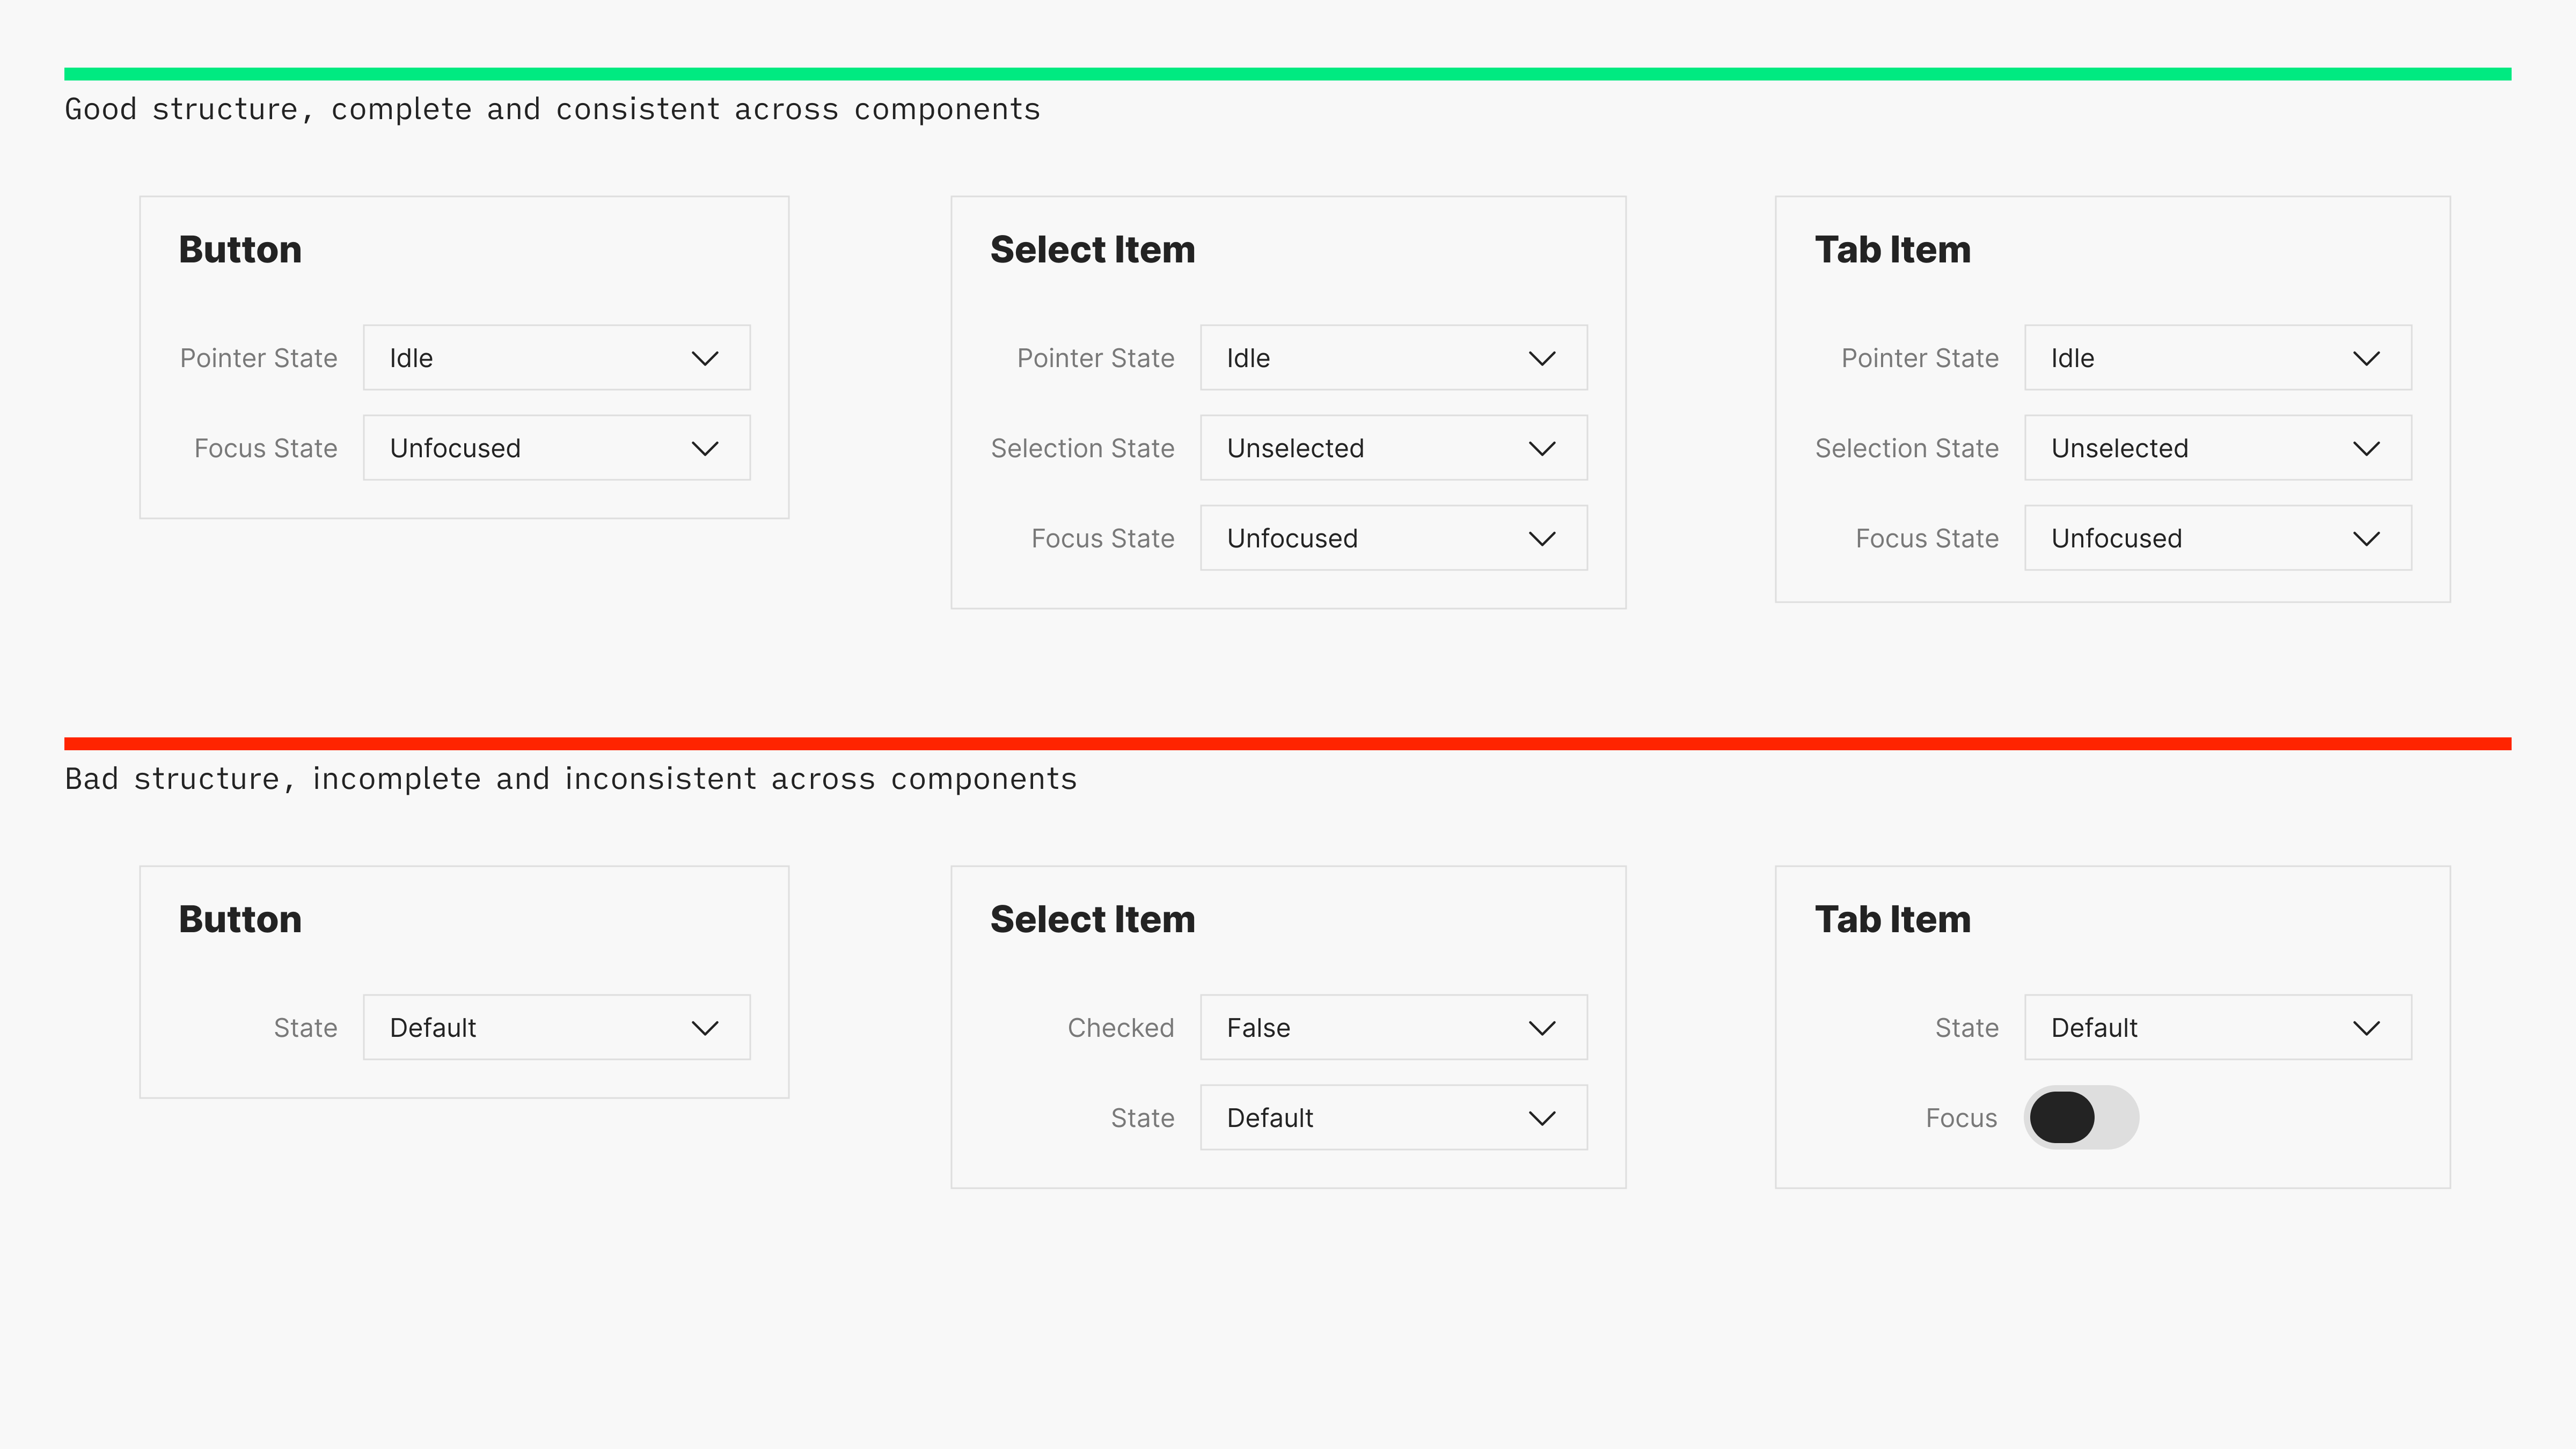 Good structure, complete and consistent across components
Button
Pointer State Idle
Focus State Unfocused
Select Item
Pointer State Idle
Selection State Unselected
Focus State Unfocused
Tab Item
Pointer State Idle
Selection State Unselected
Focus State Unfocused
Bad structure, incomplete and inconsistent across components
Button
State Default
Select Item
Checked False
State Default
Tab Item
State Default
Focus